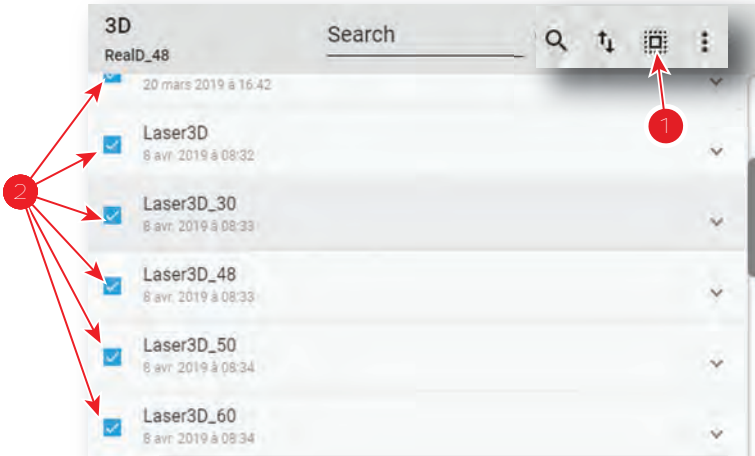 3D
RealD_48
Search
1
20 mars 2019 à 16:42
Laser3D
8 avr. 2019 à 08:32
2
Laser3D_30
8 avr. 2019 à 08:33
Laser3D_48
8 avr. 2019 à 08:33
Laser3D_50
8 avr. 2019 à 08:34
Laser3D_60
8 avr. 2019 à 08:34